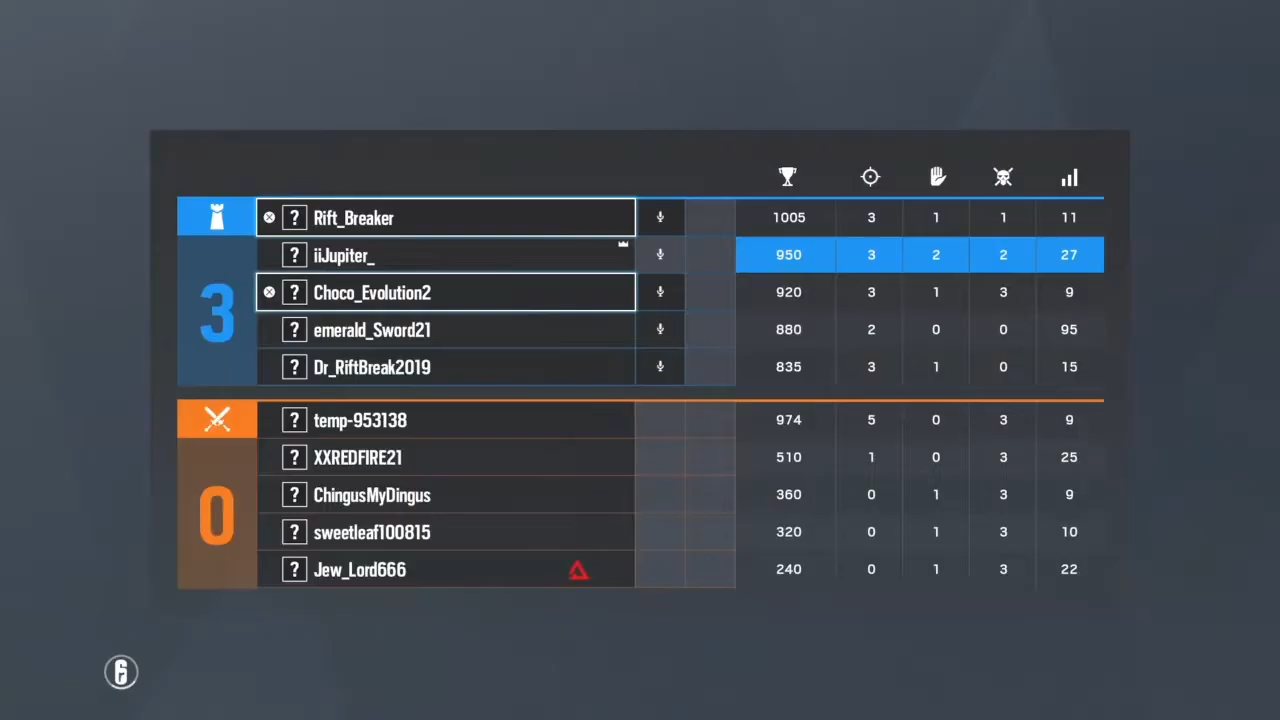 ? Rift_Breaker 1005 3 1 1 11
? iiJupiter_ 950 3 2 2 27
3
? Choco_Evolution2 920 3 1 3 9
? emerald_Sword21 880 2 0 0 95
? Dr_RiftBreak2019 835 3 1 0 15
? temp-953138 974 5 0 3 9
? XXREDFIRE21 510 1 0 3 25
0
? ChingusMyDingus 360 0 1 3 9
? sweetleaf100815 320 0 1 3 10
? Jew_Lord666 240 0 1 3 22
6